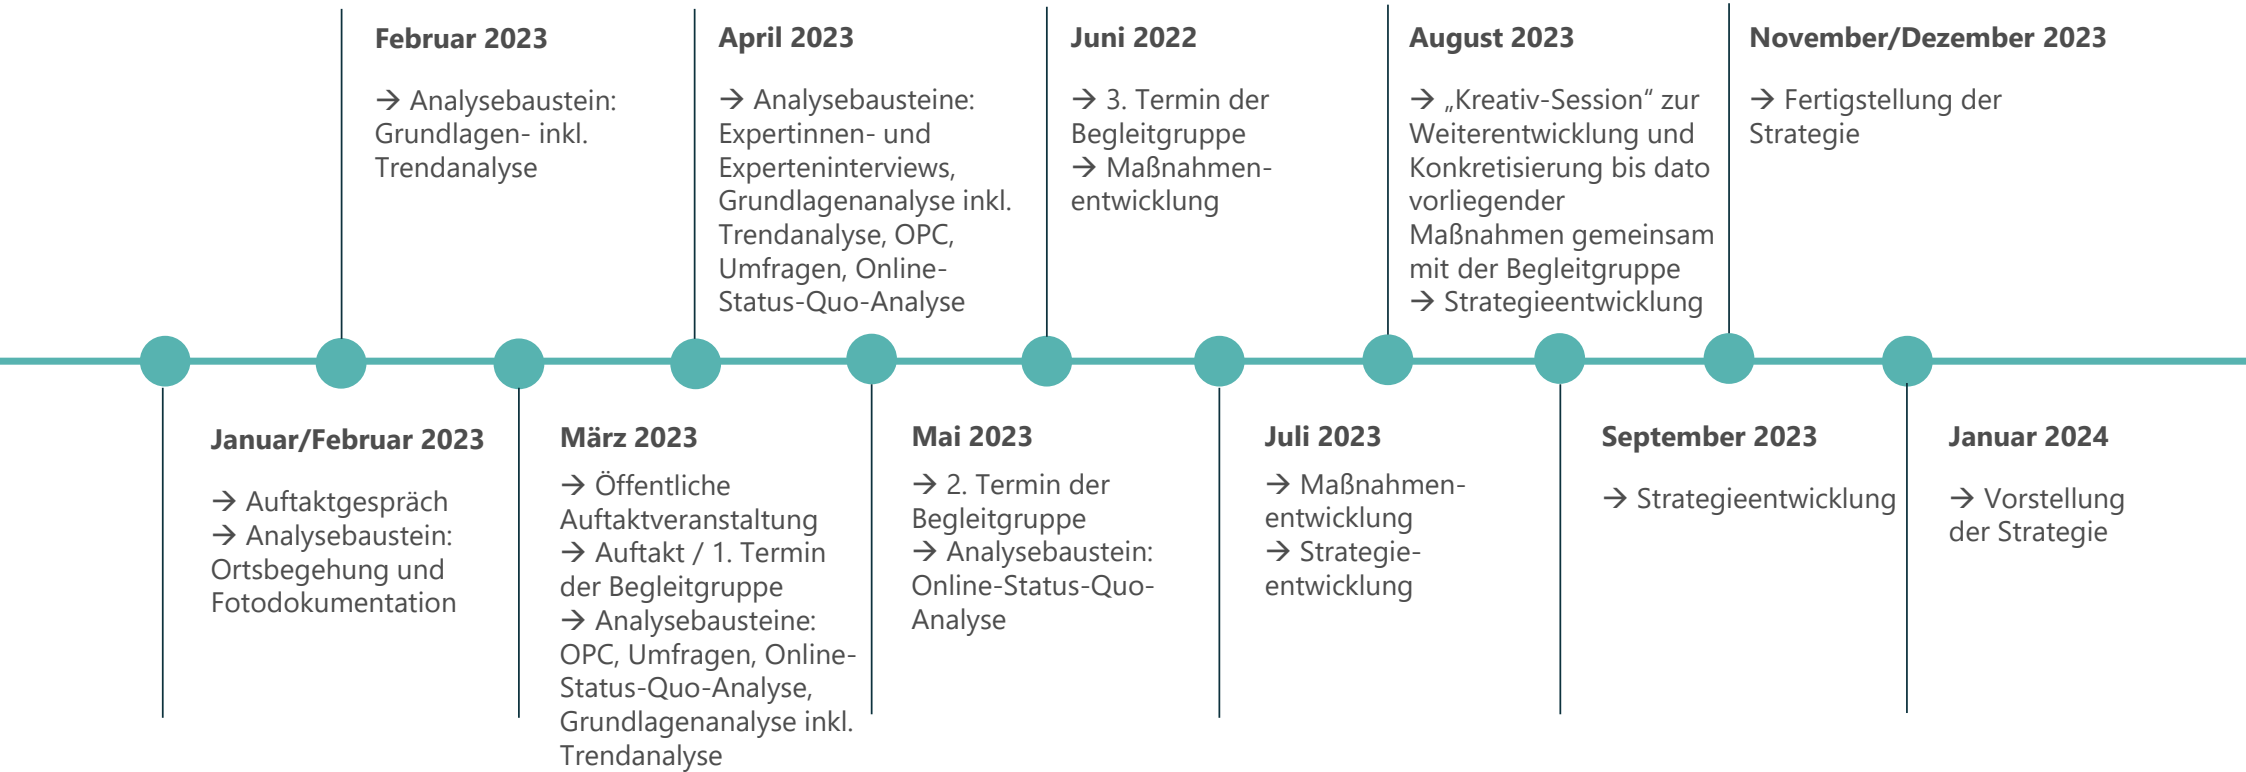 Februar 2023
→ Analysebaustein:
Grundlagen- inkl.
Trendanalyse
April 2023
→ Analysebausteine:
Expertinnen- und
Experteninterviews,
Grundlagenanalyse inkl.
Trendanalyse, OPC,
Umfragen, Online-
Status-Quo-Analyse
Juni 2022
→ 3. Termin der
Begleitgruppe
→ Maßnahmen-
entwicklung
August 2023
→ „Kreativ-Session“ zur
Weiterentwicklung und
Konkretisierung bis dato
vorliegender
Maßnahmen gemeinsam
mit der Begleitgruppe
→ Strategieentwicklung
November/Dezember 2023
→ Fertigstellung der
Strategie
Januar/Februar 2023
→ Auftaktgespräch
→ Analysebaustein:
Ortsbegehung und
Fotodokumentation
März 2023
→ Öffentliche
Auftaktveranstaltung
→ Auftakt / 1. Termin
der Begleitgruppe
→ Analysebausteine:
OPC, Umfragen, Online-
Status-Quo-Analyse,
Grundlagenanalyse inkl.
Trendanalyse
Mai 2023
→ 2. Termin der
Begleitgruppe
→ Analysebaustein:
Online-Status-Quo-
Analyse
Juli 2023
→ Maßnahmen-
entwicklung
→ Strategie-
entwicklung
September 2023
→ Strategieentwicklung
Januar 2024
→ Vorstellung
der Strategie